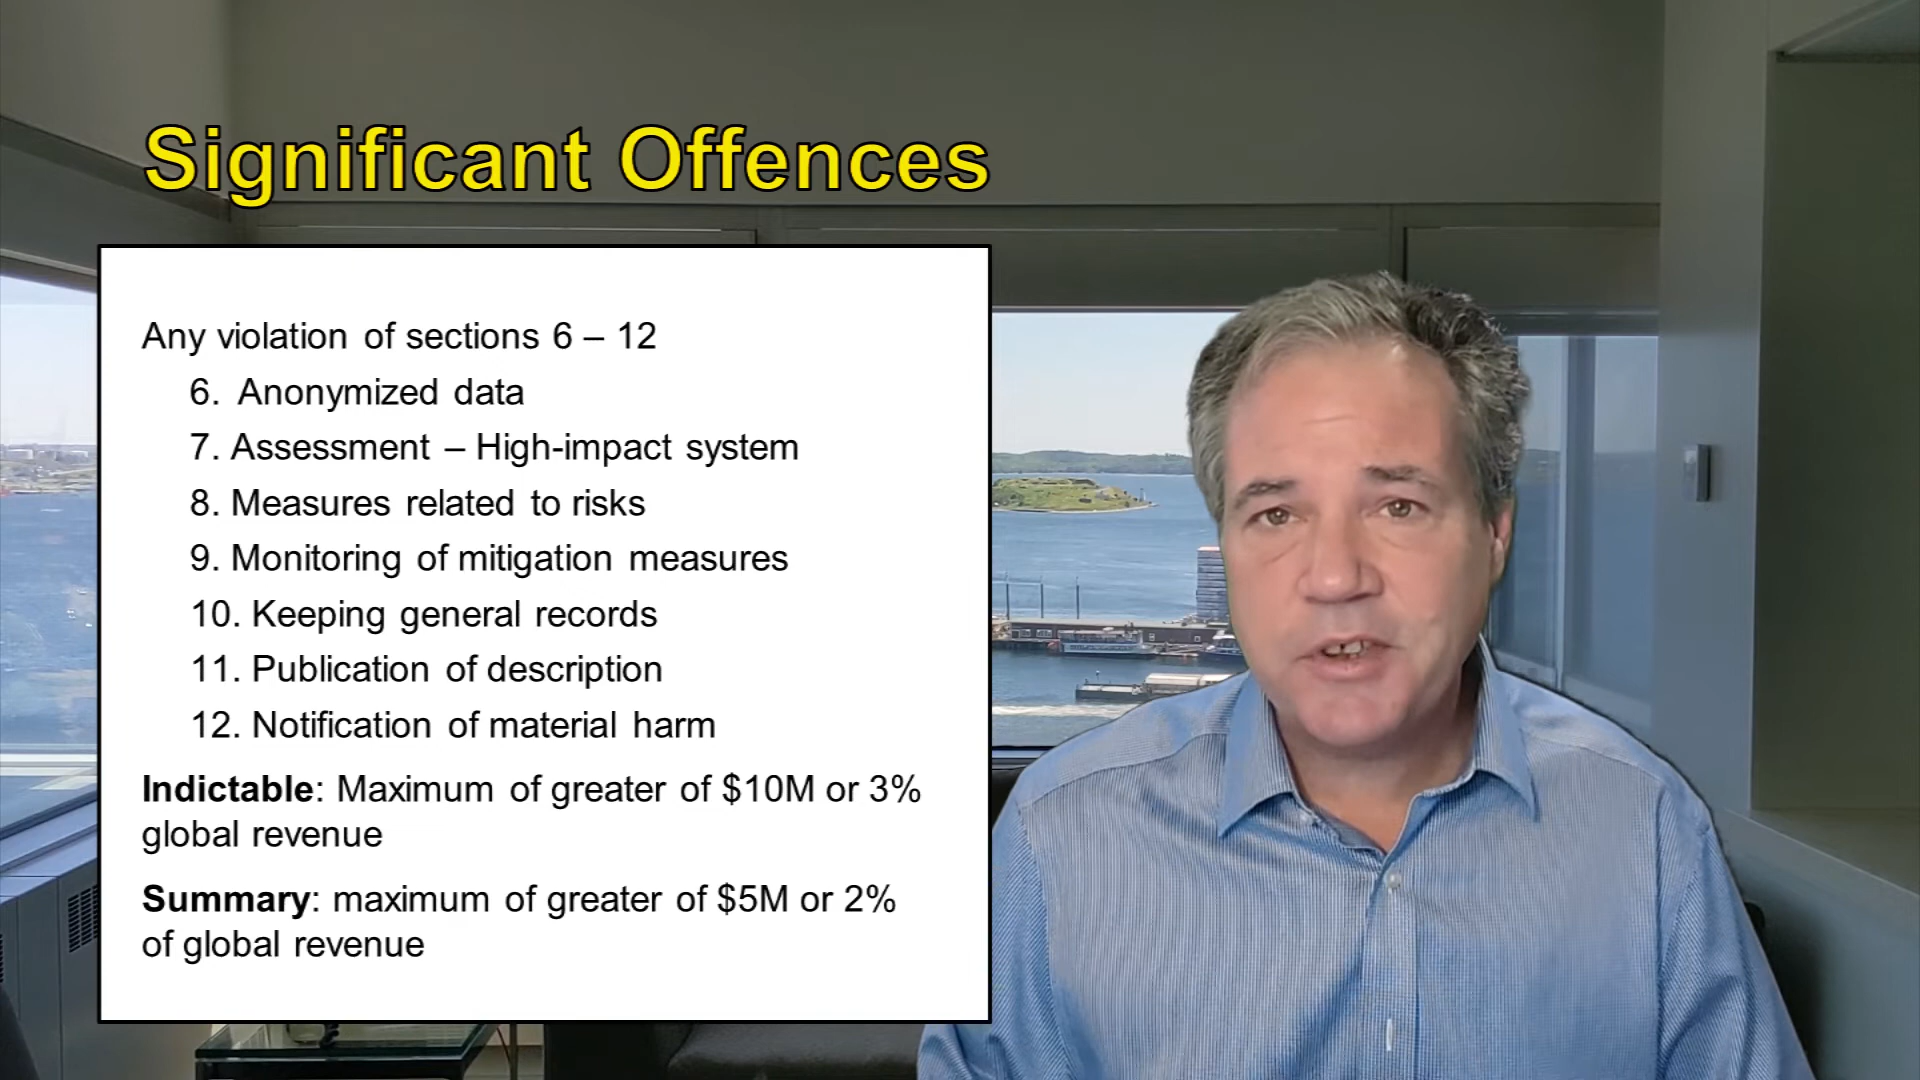 Significant Offences
Any violation of sections 6 – 12
6. Anonymized data
7. Assessment – High-impact system
8. Measures related to risks
9. Monitoring of mitigation measures
10. Keeping general records
11. Publication of description
12. Notification of material harm
Indictable: Maximum of greater of $10M or 3%
global revenue
Summary: maximum of greater of $5M or 2%
of global revenue